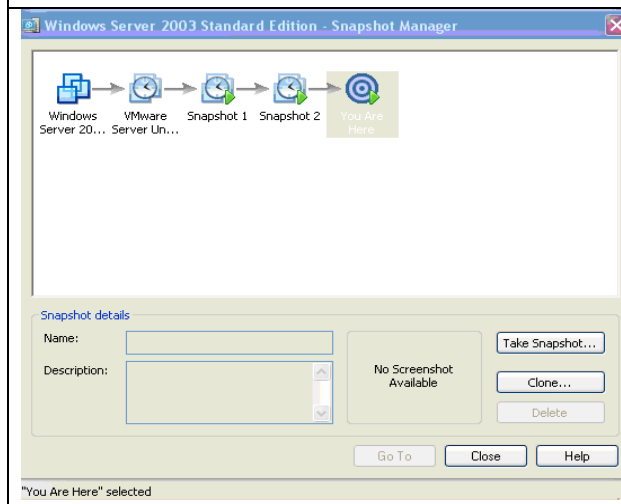 Windows Server 2003 Standard Edition - Snapshot Manager
Windows Server 20...
VMware Server Un...
Snapshot 1
Snapshot 2
You Are Here
Snapshot details
Name:
Description:
No Screenshot Available
Take Snapshot...
Clone...
Delete
Go To
Close
Help
"You Are Here" selected